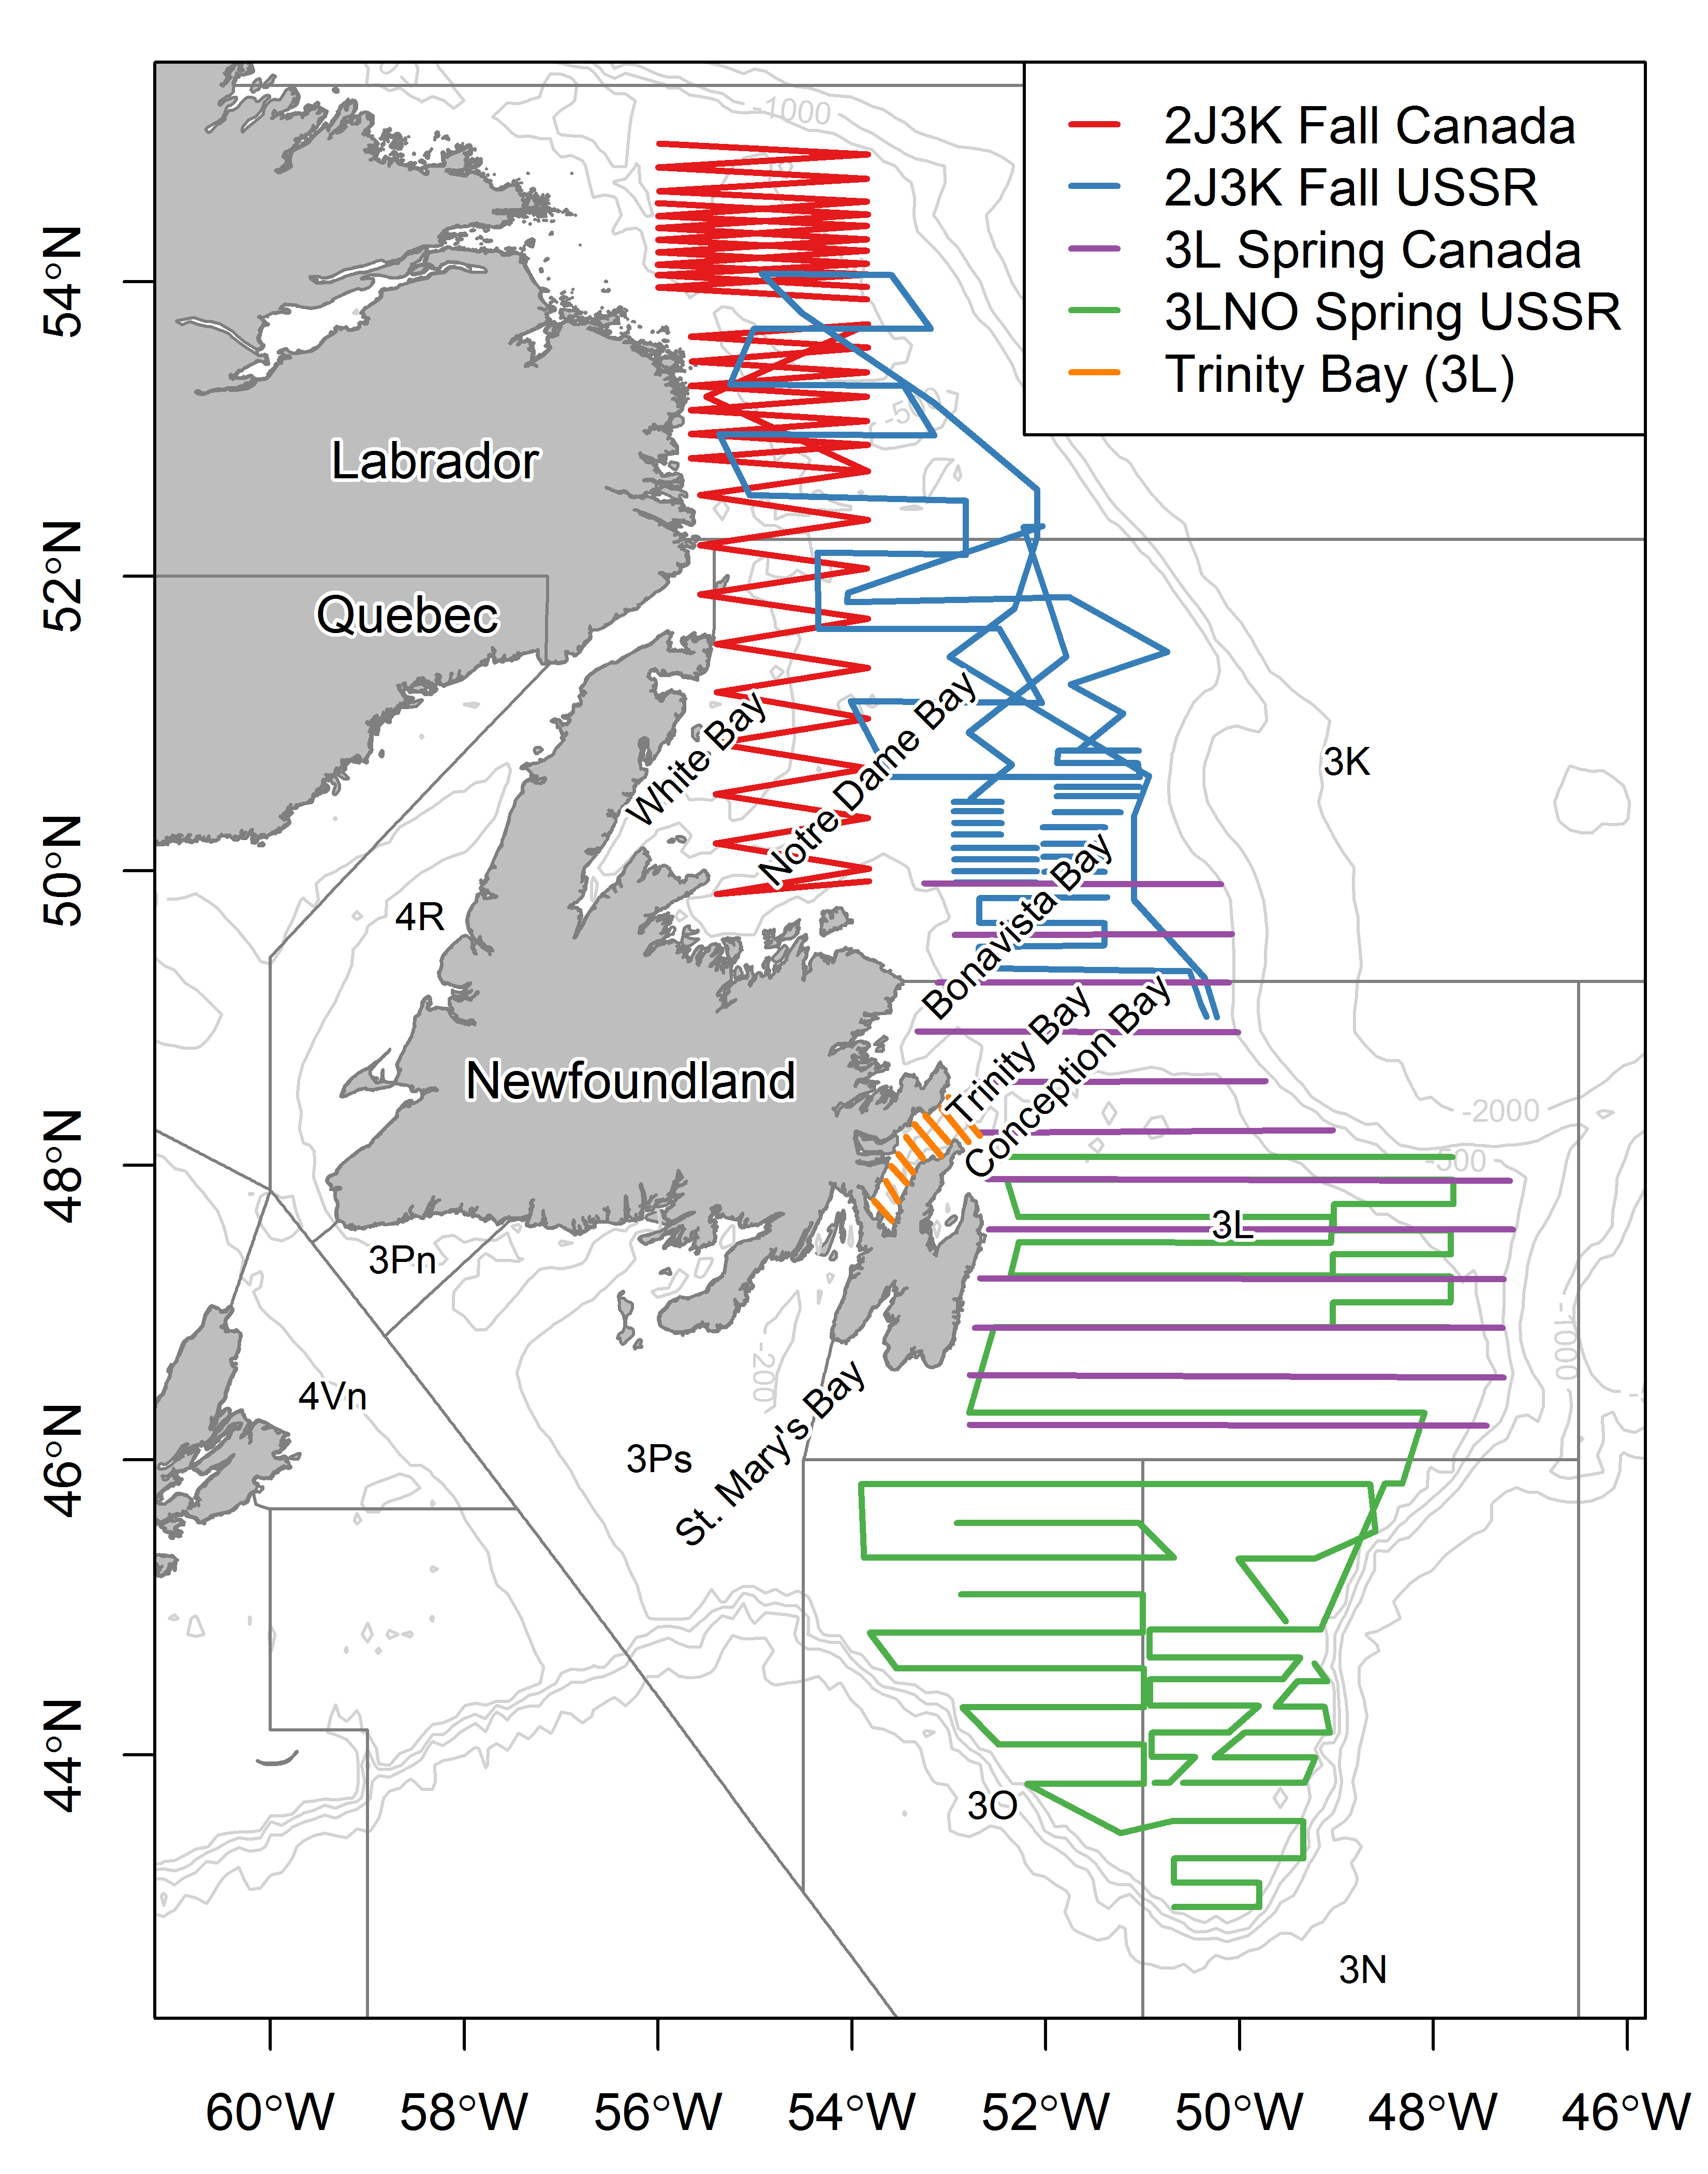 -1000
2J3K Fall Canada
2J3K Fall USSR
3L Spring Canada
3LNO Spring USSR
Trinity Bay (3L)
54°N
52°N
50°N
48°N
46°N
44°N
-500
Labrador
Quebec
White Bay
Notre Dame Bay
3K
4R
Bonavista Bay
Trinity Bay
Conception Bay
Newfoundland
-2000
-500
3L
3Pn
-200
-1000
4Vn
3Ps
St. Mary's Bay
3O
3N
60°W
58°W
56°W
54°W
52°W
50°W
48°W
46°W